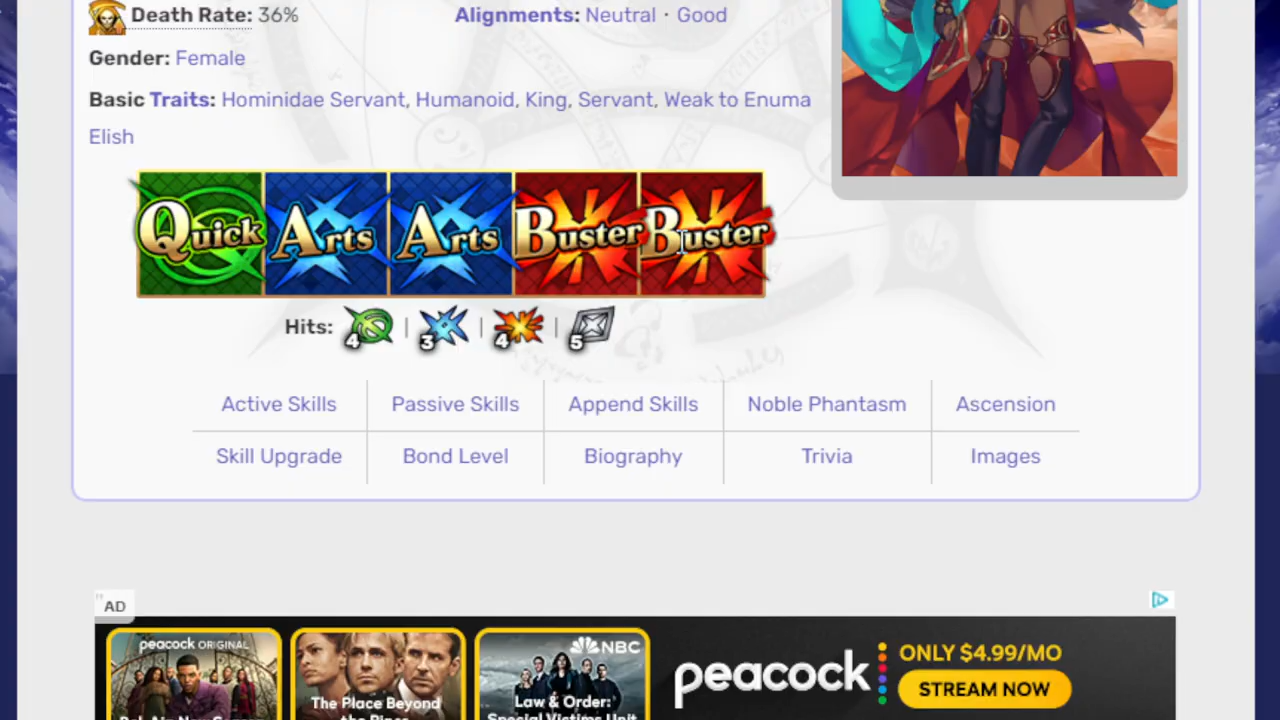 Death Rate: 36%
Alignments: Neutral · Good
Gender: Female
Basic Traits: Hominidae Servant, Humanoid, King, Servant, Weak to Enuma
Elish
Quick Arts Arts Buster Buster
Hits: 4 | 3 | 4 | 5
Active Skills Passive Skills Append Skills Noble Phantasm Ascension
Skill Upgrade Bond Level Biography Trivia Images
AD
peacock ORIGINAL
NBC
The Place Beyond
Law & Order:
peacock
ONLY $4.99/MO
STREAM NOW